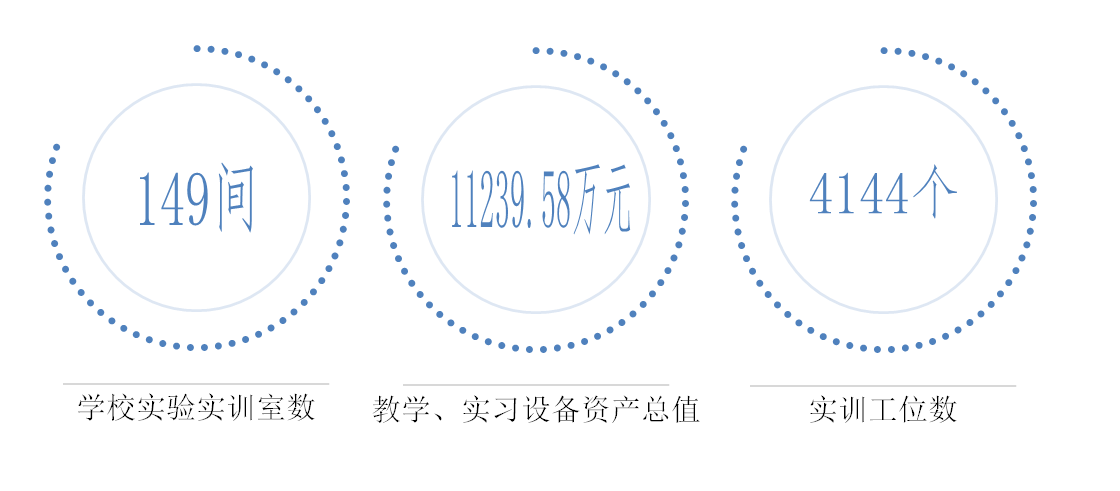 149间
11239.58万元
4144个
学校实验实训室数
教学、实习设备资产总值
实训工位数